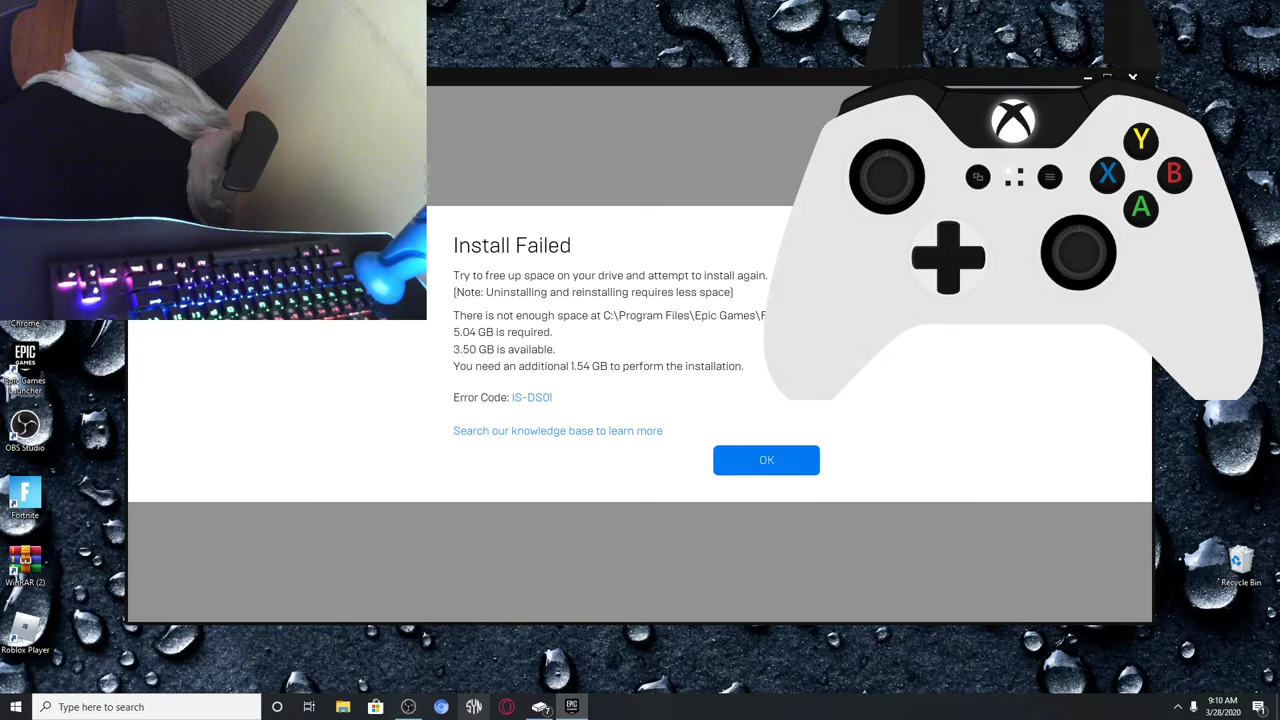 Install Failed
Try to free up space on your drive and attempt to install again.
(Note: Uninstalling and reinstalling requires less space)
There is not enough space at C:\Program Files\Epic Games\F
5.04 GB is required.
3.50 GB is available.
You need an additional 1.54 GB to perform the installation.
Error Code: IS-DS01
Search our knowledge base to learn more
OK
Y
X
B
A
Chrome
EPIC
GAMES
Epic Games
Launcher
OBS Studio
F
Fortnite
WinRAR (2)
Roblox Player
Recycle Bin
Type here to search
7
EPIC
GAMES
9:10 AM
3/28/2020
1